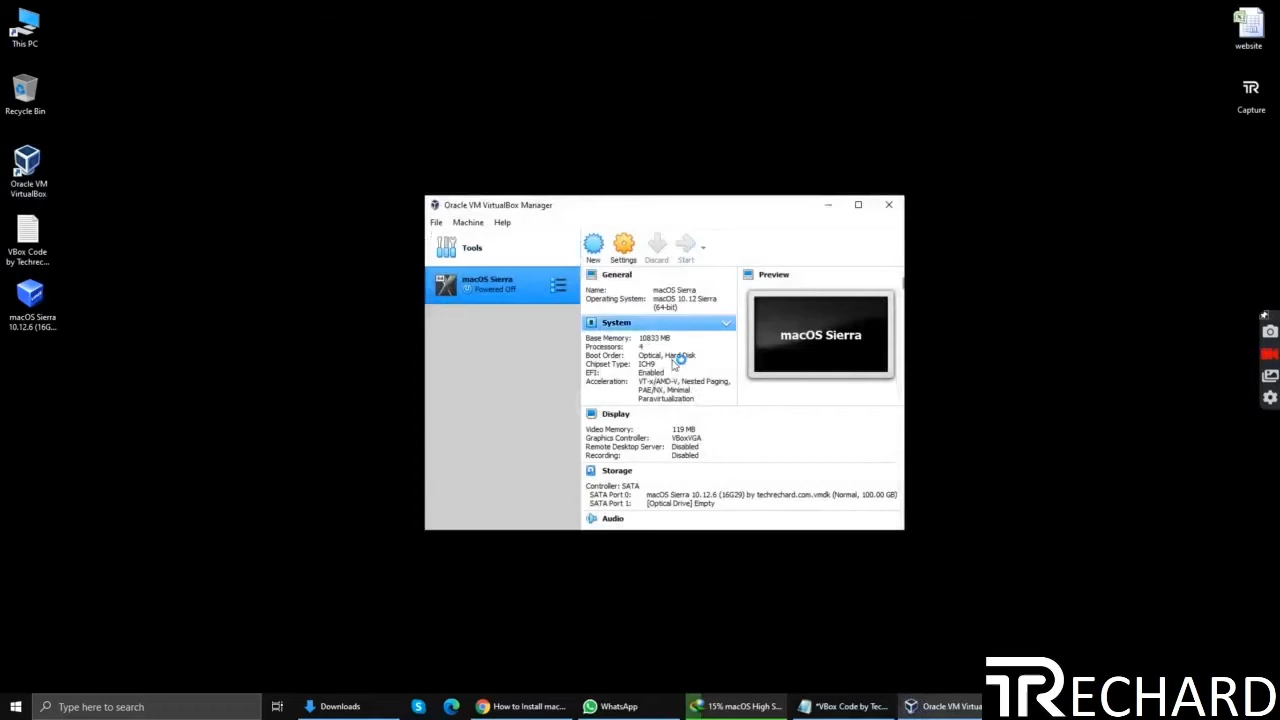 This PC
Recycle Bin
Oracle VM
VirtualBox
VBox Code
by Techrec...
macOS Sierra
10.12.6 (16G...
website
Capture
Oracle VM VirtualBox Manager
File Machine Help
Tools
New Settings Discard Start
macOS Sierra
Powered Off
General
Name: macOS Sierra
Operating System: macOS 10.12 Sierra
(64-bit)
Preview
macOS Sierra
System
Base Memory: 10833 MB
Processors: 4
Boot Order: Optical, Hard Disk
Chipset Type: ICH9
EFI: Enabled
Acceleration: VT-x/AMD-V, Nested Paging,
PAE/NX, Minimal
Paravirtualization
Display
Video Memory: 119 MB
Graphics Controller: VBoxVGA
Remote Desktop Server: Disabled
Recording: Disabled
Storage
Controller: SATA
SATA Port 0: macOS Sierra 10.12.6 (16G29) by techrechard.com.vmdk (Normal, 100.00 GB)
SATA Port 1: [Optical Drive] Empty
Audio
Type here to search
Downloads
How to Install mac...
WhatsApp
15% macOS High S...
*VBox Code by Tec...
Oracle VM Virtua
TRECHARD